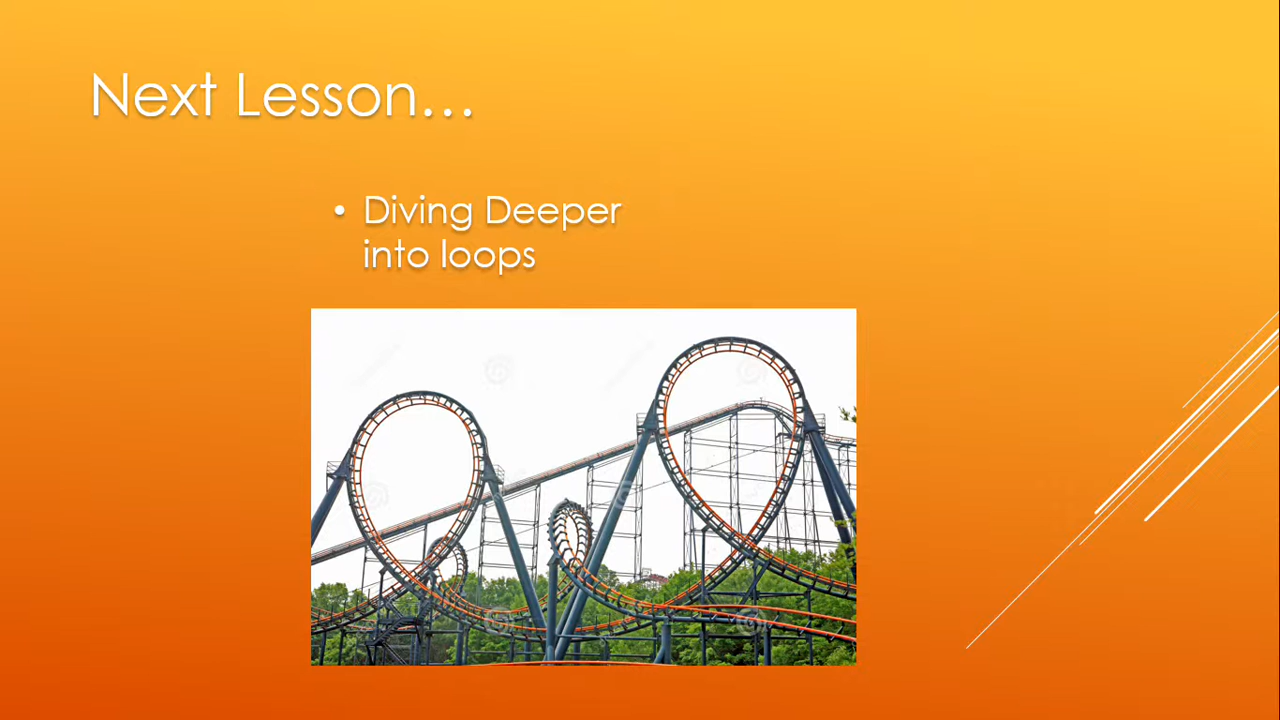 Next Lesson…
• Diving Deeper
into loops